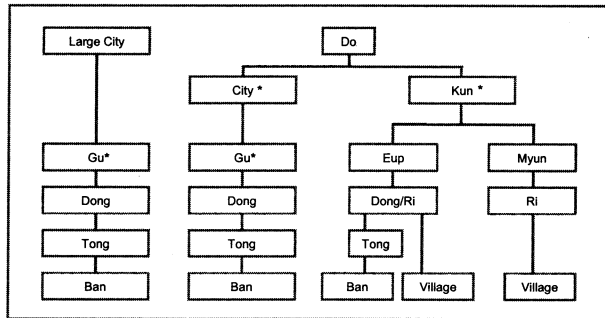 Large City
Do
City *
Kun *
Gu*
Gu*
Eup
Myun
Dong
Dong
Dong/Ri
Ri
Tong
Tong
Tong
Ban
Ban
Ban
Village
Village